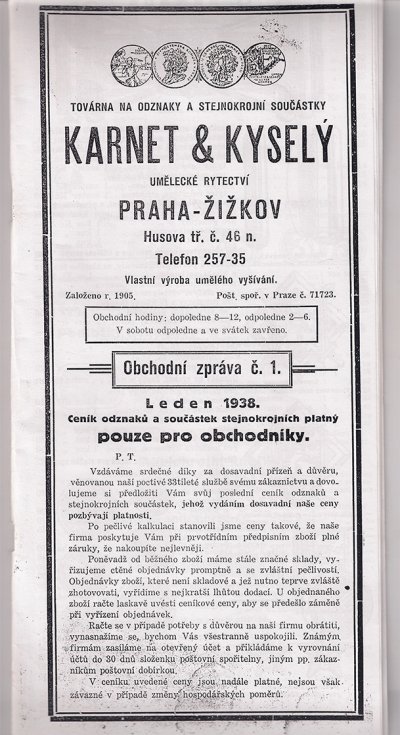 TOVÁRNA NA ODZNAKY A STEJNOKROJNÍ SOUČÁSTKY
KARNET & KYSELÝ
UMĚLECKÉ RYTECTVÍ
PRAHA-ŽIŽKOV
Husova tř. č. 46 n.
Telefon 257-35
Vlastní výroba umělého vyšívání.
Založeno r. 1905. Pošt. spoř. v Praze č. 71723.
Obchodní hodiny: dopoledne 8—12, odpoledne 2—6.
V sobotu odpoledne a ve svátek zavřeno.
Obchodní zpráva č. 1.
Leden 1938.
Ceník odznaků a součástek stejnokrojních platný
pouze pro obchodníky.
P. T.
Vzdáváme srdečné díky za dosavadní přízeň a důvěru,
věnovanou naší poctivé 33tileté službě svému zákaznictvu a dovo-
lujeme si předložiti Vám svůj poslední ceník odznaků a
stejnokrojových součástek, jehož vydáním dosavadní naše ceny
pozbývají platnosti.
Po pečlivé kalkulaci stanovili jsme ceny takové, že naše
firma poskytuje Vám při prvotřídním předpisním zboží plné
záruky, že nakoupíte nejlevněji.
Poněvadž od běžného zboží máme stále značné sklady, vy-
řizujeme ctěné objednávky promptně a se zvláštní pečlivostí.
Objednávky zboží, které není skladové a jež nutno teprve zvláště
zhotovovati, vyřídíme s nejkratší lhůtou dodací. U objednaného
zboží račte laskavě uvésti ceníkové ceny, aby se předešlo záměně
při vyřízení objednávek.
Račte se v případě potřeby s důvěrou na naši firmu obrátiti,
vynasnažíme se, bychom Vás všestranně uspokojili. Známým
firmám zasíláme na otevřený účet a přikládáme k vyrovnání
účtů do 30 dnů složenku poštovní spořitelny, jiným pp. zákaz-
níkům poštovní dobírkou.
V ceníku uvedené ceny jsou nadále platné, nejsou však
závazné v případě změny hospodářských poměrů.